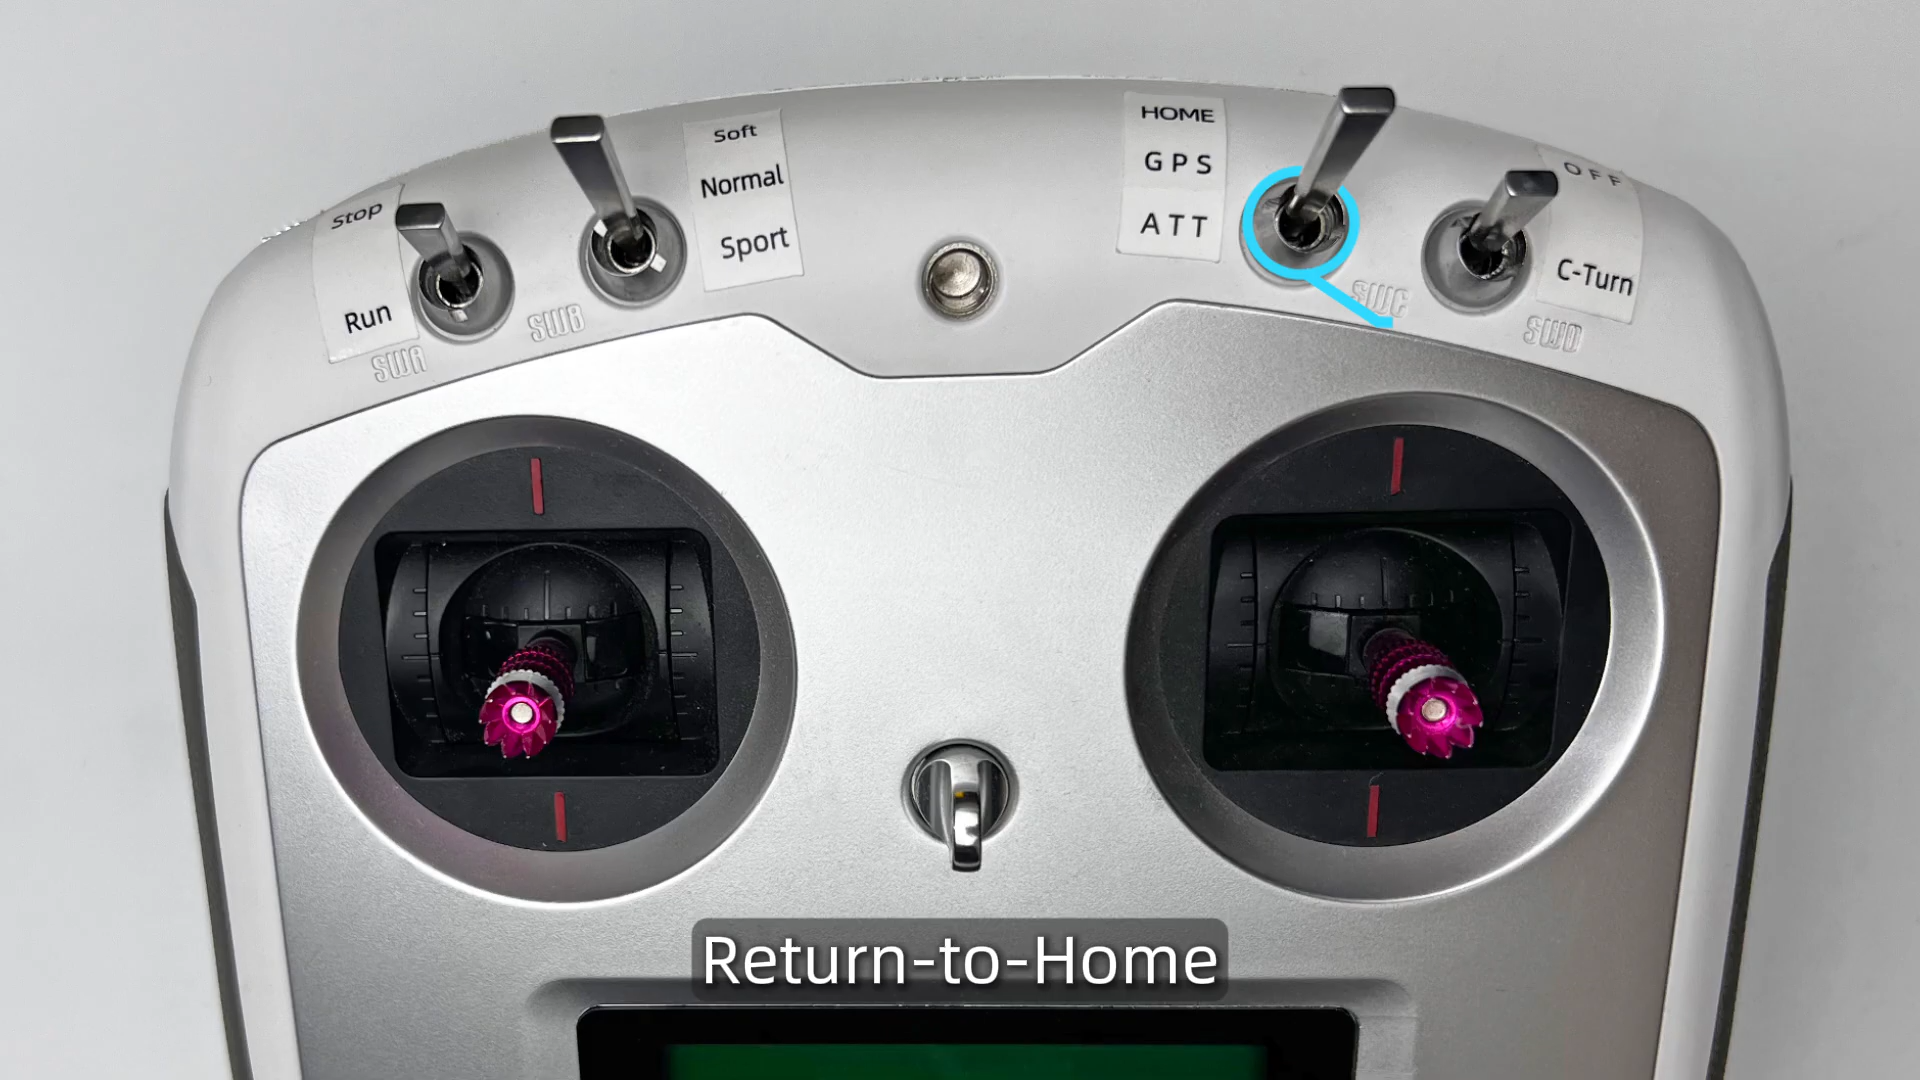 Stop
Run
SWA
SWB
Soft
Normal
Sport
HOME
GPS
ATT
SWC
OFF
C-Turn
SWD
Return-to-Home